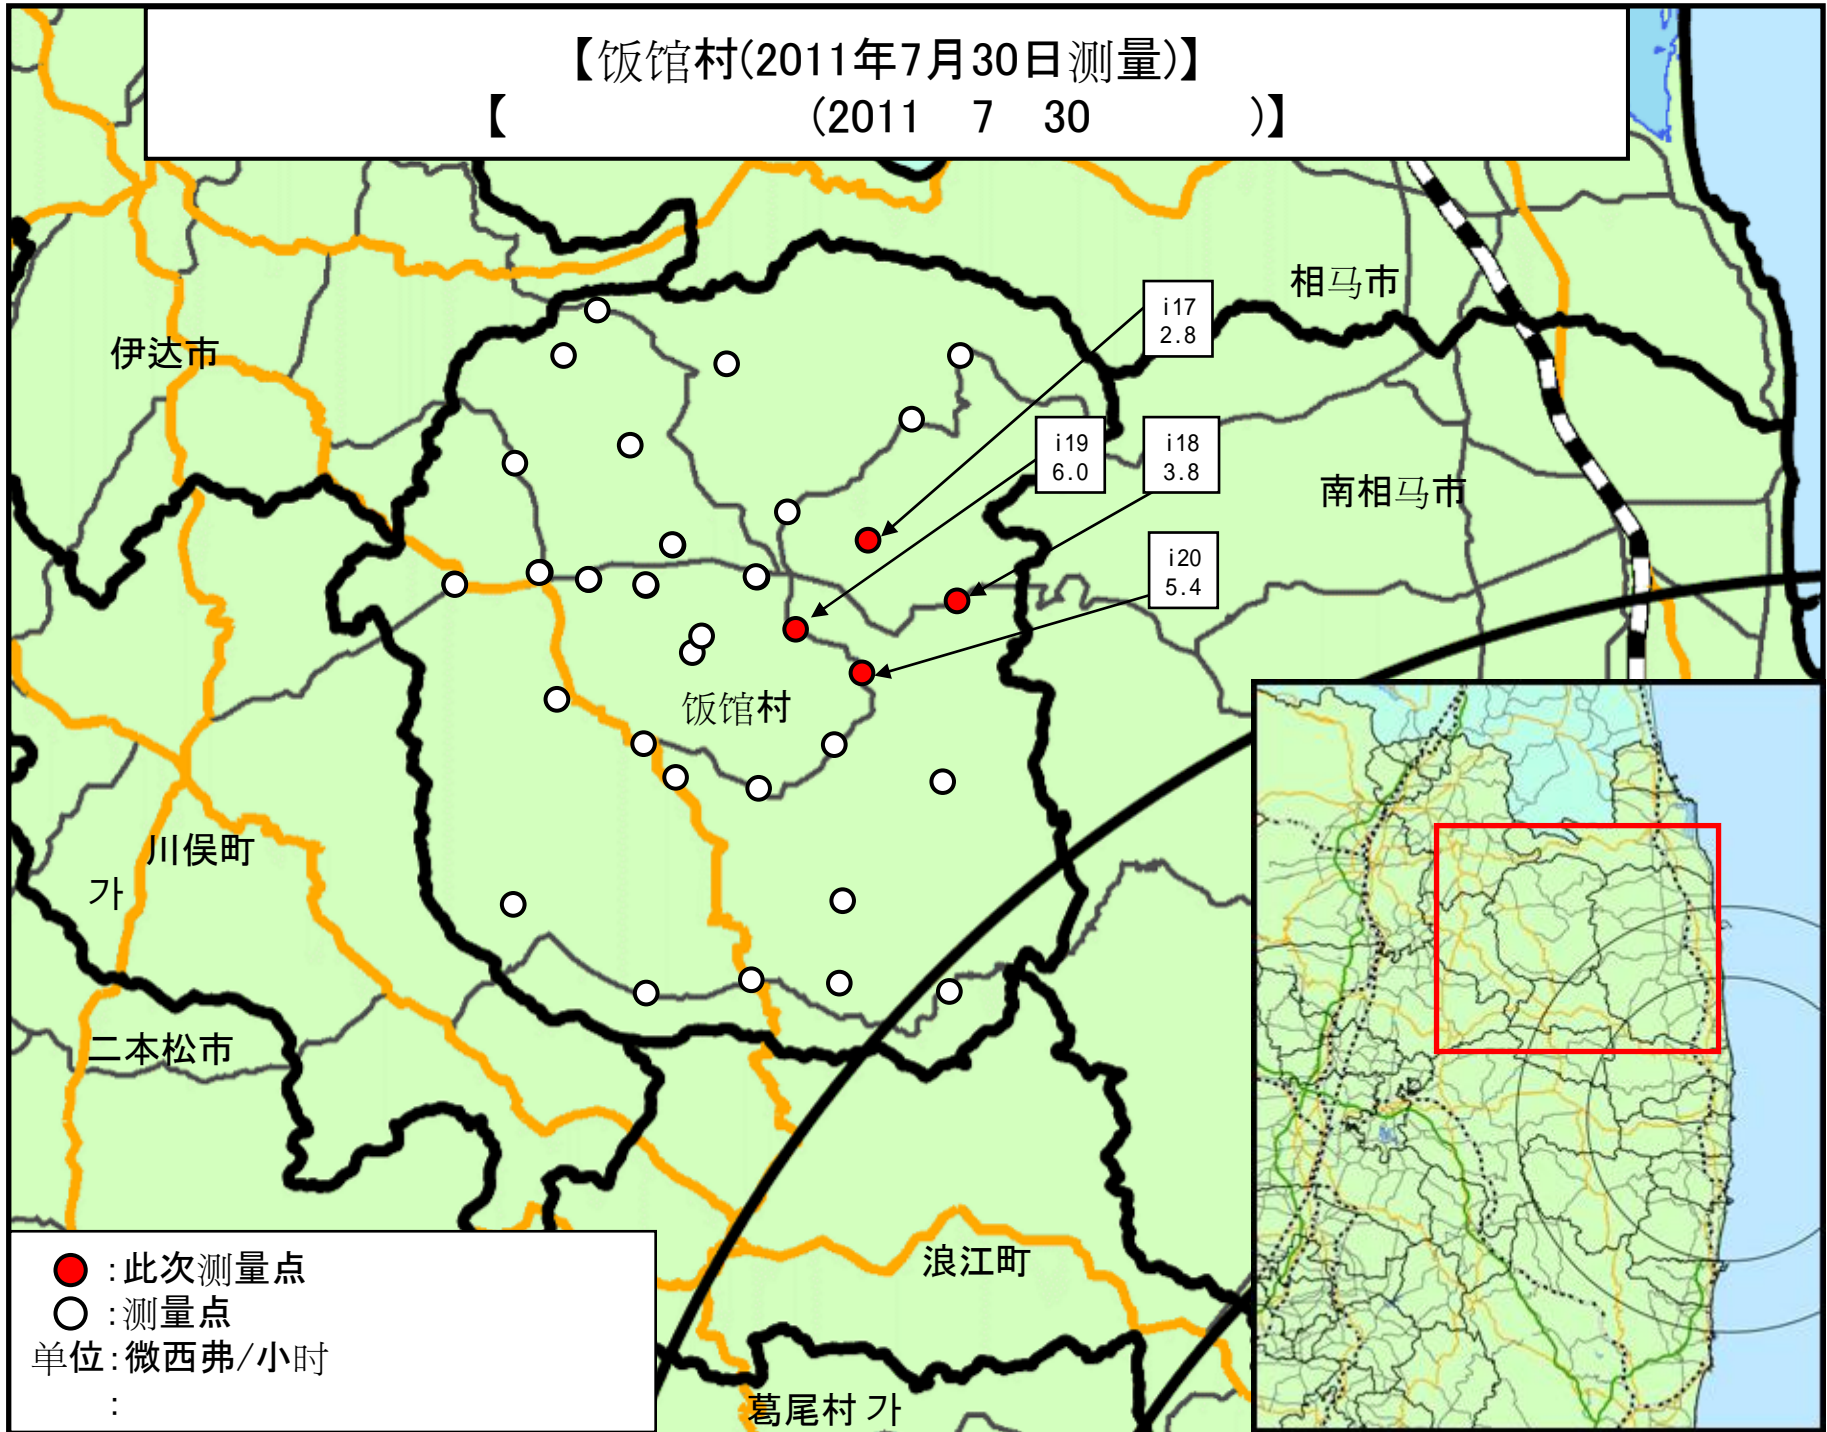 【饭馆村(2011年7月30日测量)】
【 (2011 7 30 )】
相马市
i17
2.8
伊达市
i19
6.0
i18
3.8
南相马市
i20
5.4
饭馆村
川俣町
가
二本松市
浪江町
:此次测量点
:测量点
单位:微西弗/小时
:
葛尾村 가